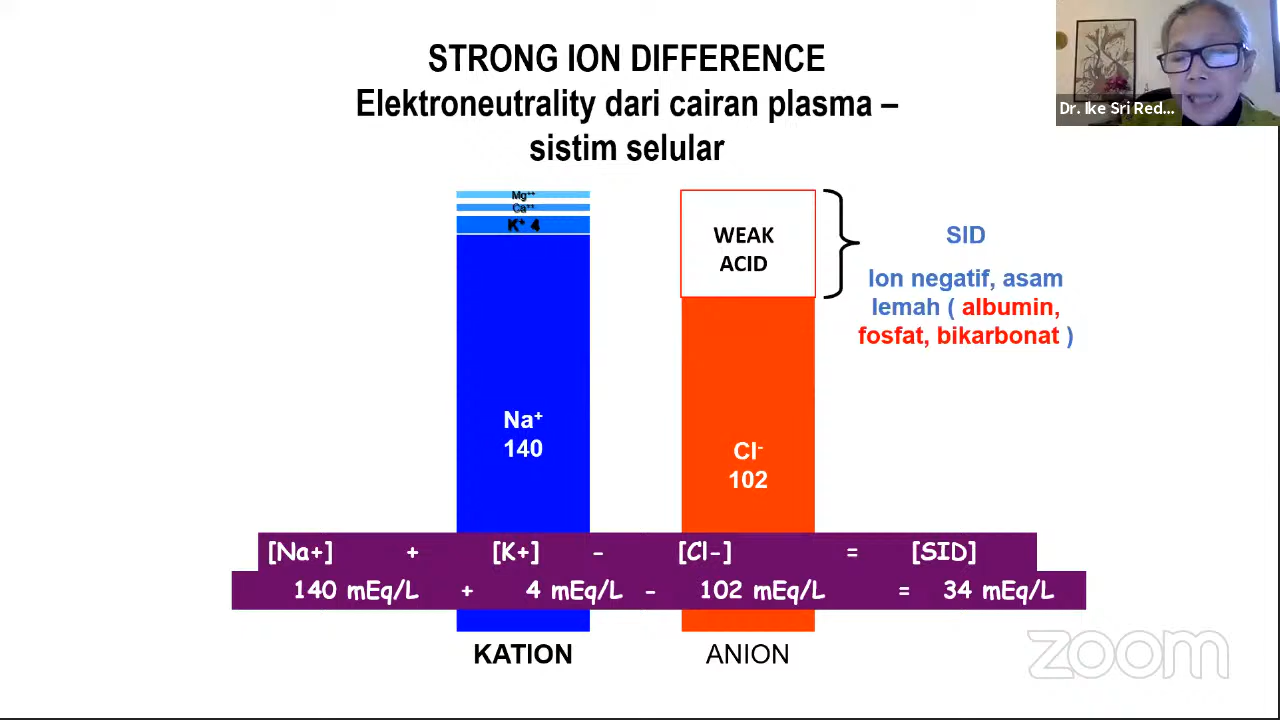 STRONG ION DIFFERENCE
Elektroneutrality dari cairan plasma –
sistim selular
Dr. Ike Sri Red...
Mg⁺⁺
Ca⁺⁺
K⁺ 4
Na⁺
140
WEAK
ACID
Cl⁻
102
SID
Ion negatif, asam
lemah ( albumin,
fosfat, bikarbonat )
[Na+] + [K+] - [Cl-] = [SID]
140 mEq/L + 4 mEq/L - 102 mEq/L = 34 mEq/L
KATION
ANION
zoom